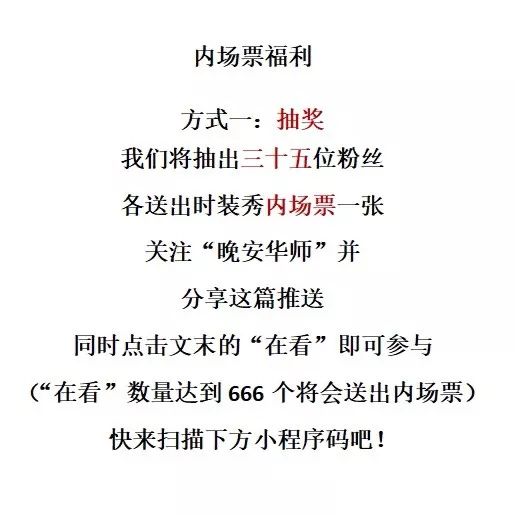 内场票福利
方式一：抽奖
我们将抽出三十五位粉丝
各送出时装秀内场票一张
关注“晚安华师”并
分享这篇推送
同时点击文末的“在看”即可参与
（“在看”数量达到 666 个将会送出内场票）
快来扫描下方小程序码吧！